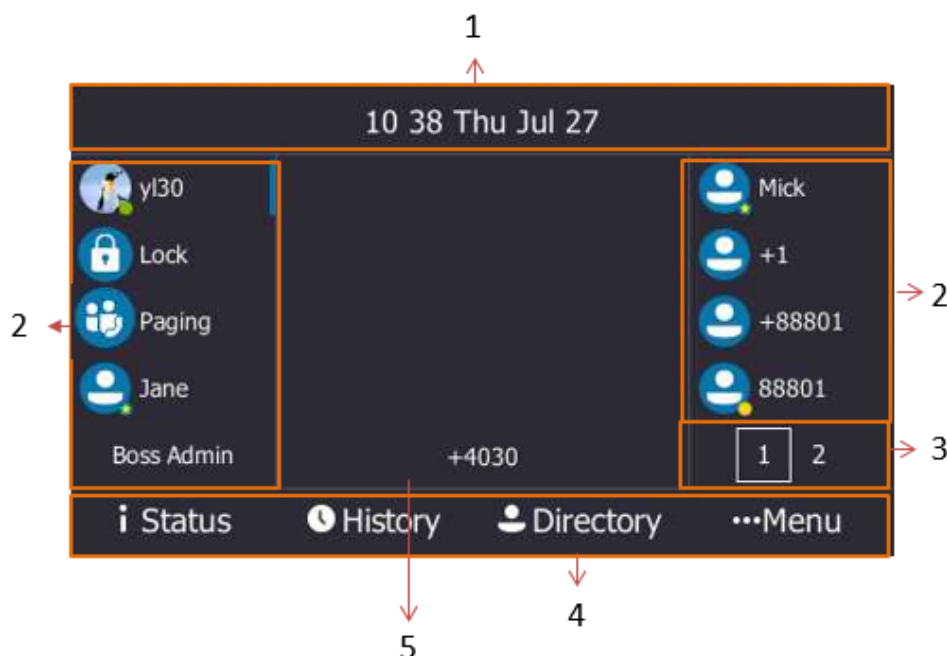 1
10 38 Thu Jul 27
yl30
Mick
Lock
+1
2
Paging
+88801
2
Jane
88801
Boss Admin
+4030
1 2
3
i Status
History
Directory
...Menu
4
5